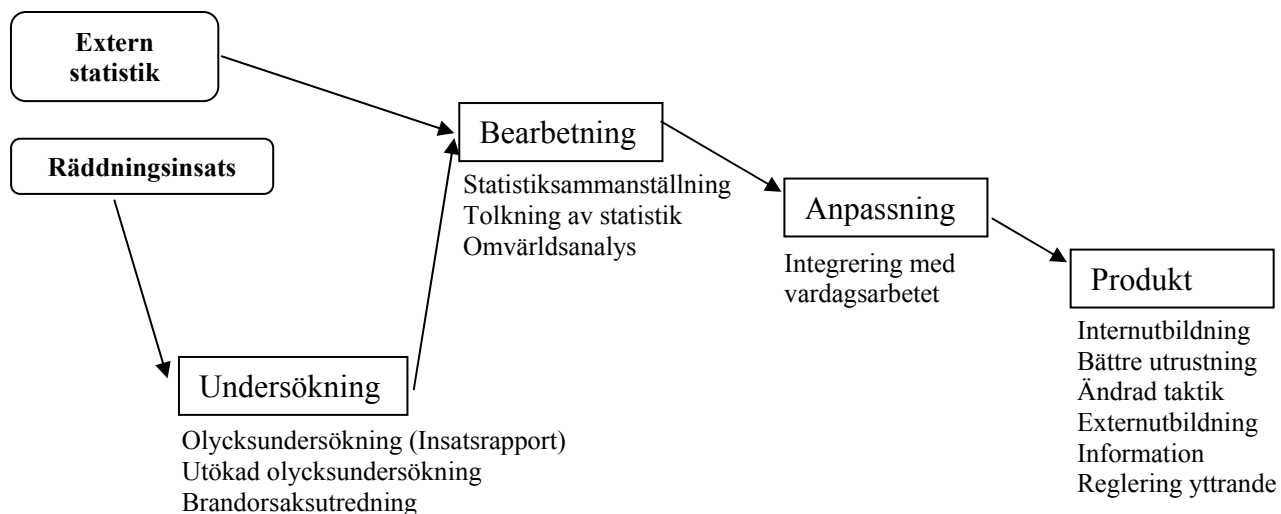 Extern
statistik
Räddningsinsats
Bearbetning
Statistiksammanställning
Tolkning av statistik
Omvärldsanalys
Anpassning
Integrering med
vardagsarbetet
Produkt
Internutbildning
Bättre utrustning
Ändrad taktik
Externutbildning
Information
Reglering yttrande
Undersökning
Olycksundersökning (Insatsrapport)
Utökad olycksundersökning
Brandorsaksutredning